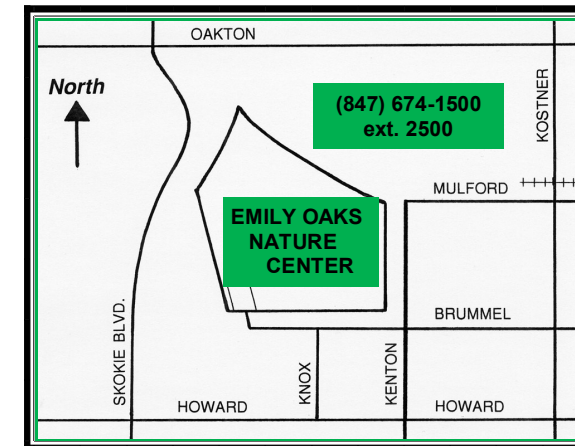 OAKTON
North
(847) 674-1500
ext. 2500
KOSTNER
MULFORD
EMILY OAKS
NATURE
CENTER
SKOKIE BLVD.
BRUMMEL
KNOX
KENTON
HOWARD
HOWARD